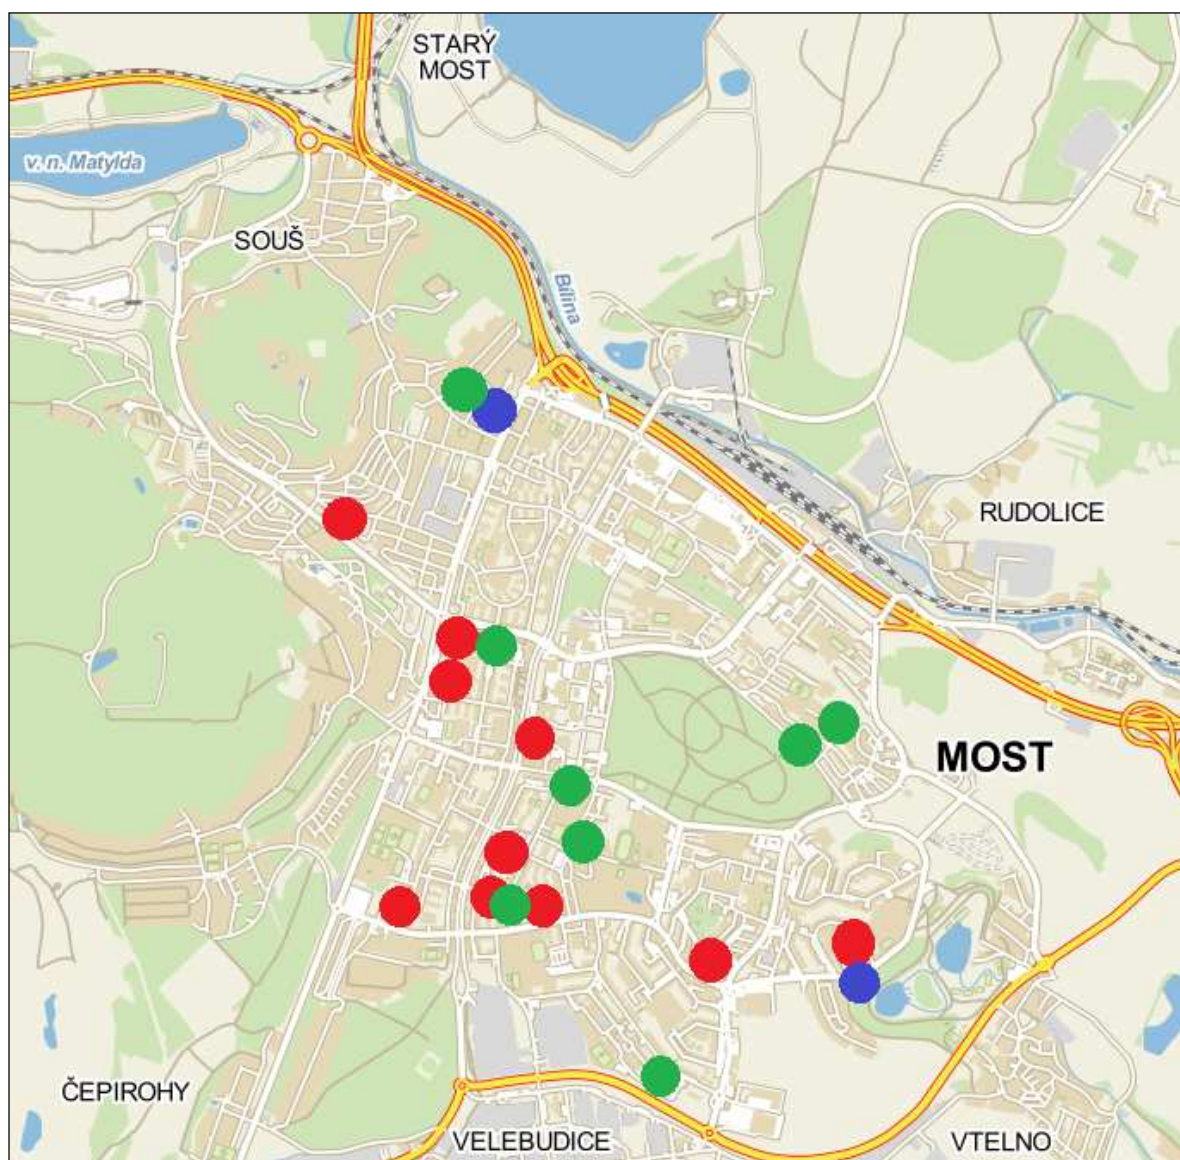 STARÝ
MOST
v. n. Matylda
SOUŠ
Bílina
RUDOLICE
MOST
ČEPIROHY
VELEBUDICE
VTELNO